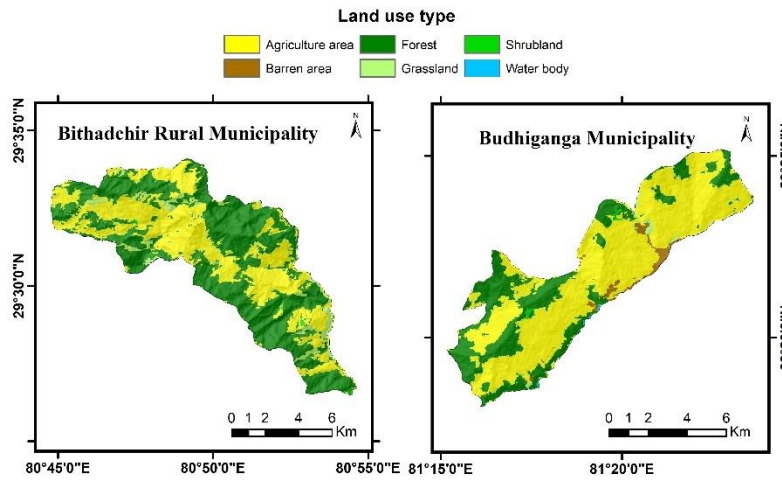 Land use type
Agriculture area Forest Shrubland
Barren area Grassland Water body
Bithadchir Rural Municipality
N
Budhiganga Municipality
N
29°35'0"N
29°30'0"N
0 1 2 4 6
Km
0 1 2 4 6
Km
80°45'0"E 80°50'0"E 80°55'0"E
81°15'0"E 81°20'0"E